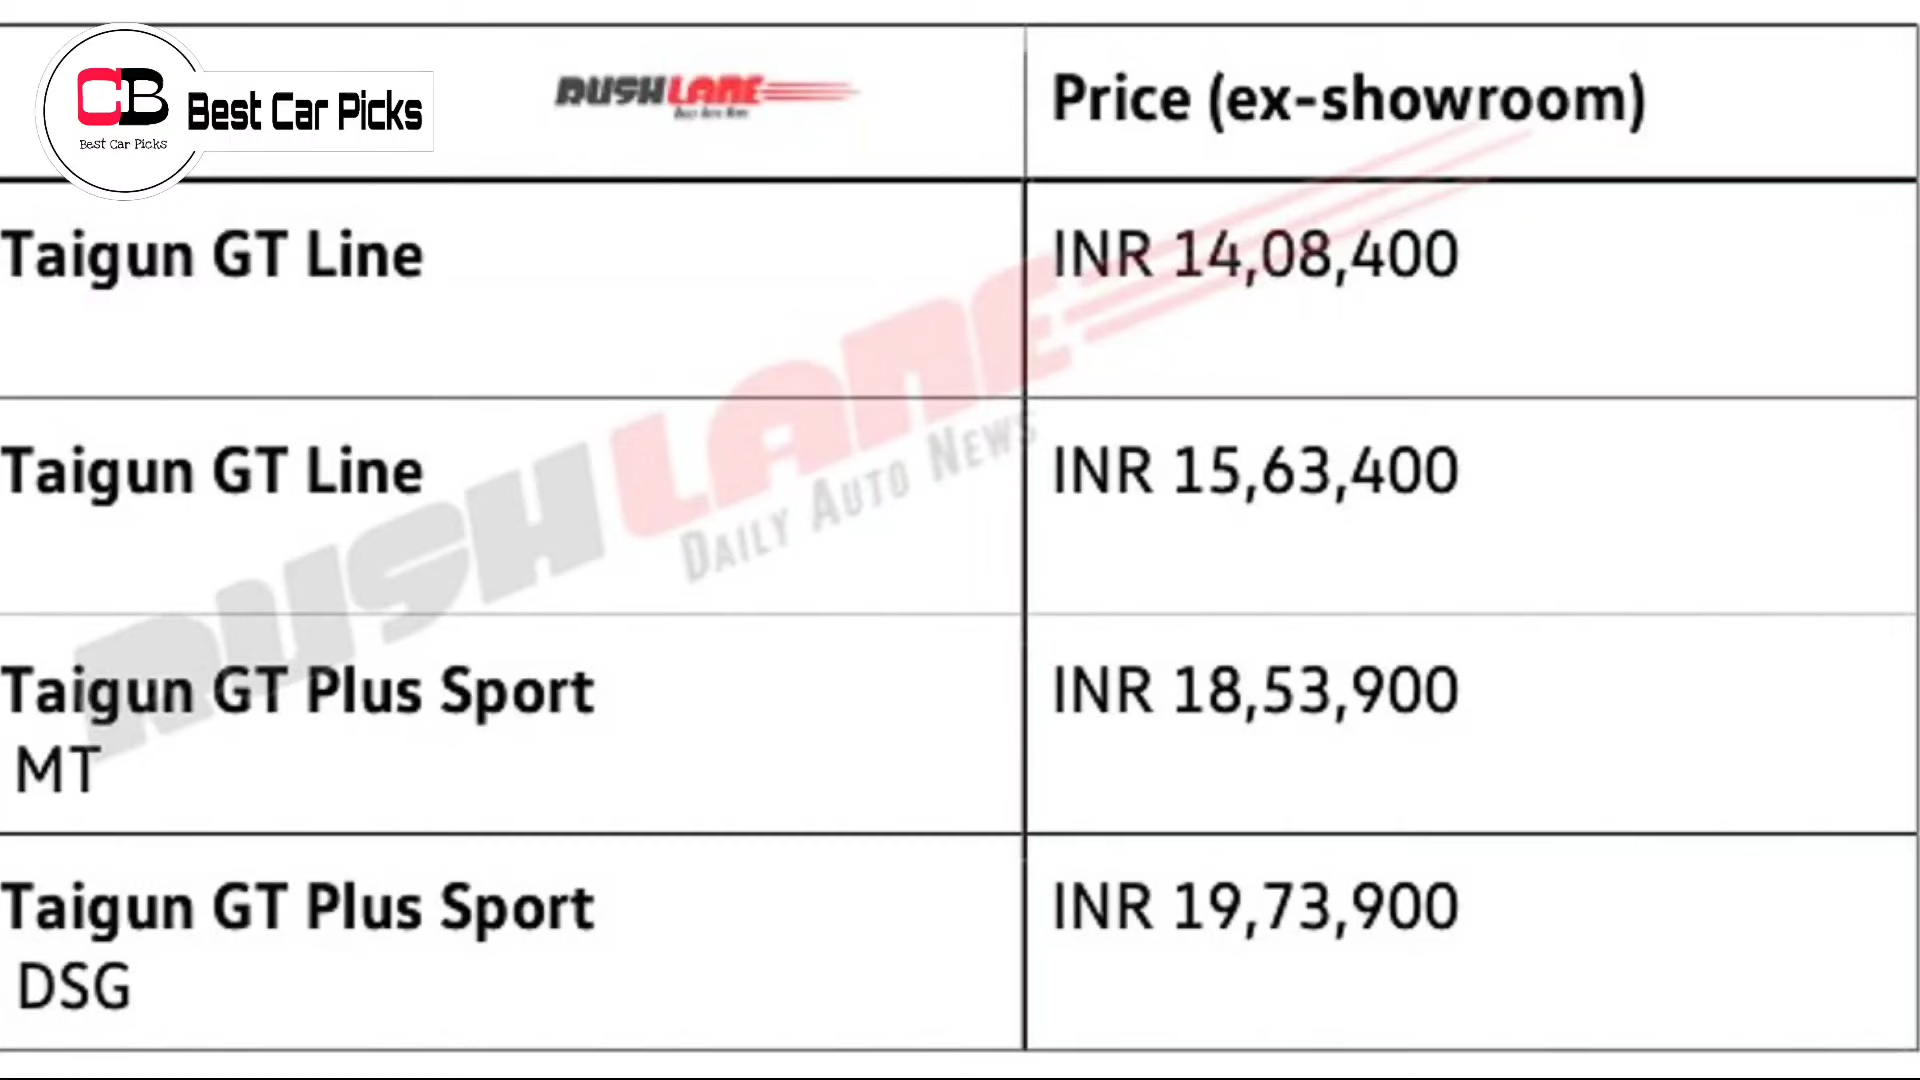 CB
Best Car Picks
Best Car Picks
RUSHLANE
Price (ex-showroom)
Taigun GT Line
INR 14,08,400
Taigun GT Line
INR 15,63,400
Taigun GT Plus Sport
MT
INR 18,53,900
Taigun GT Plus Sport
DSG
INR 19,73,900
RUSHLANE
DAILY AUTO NEWS